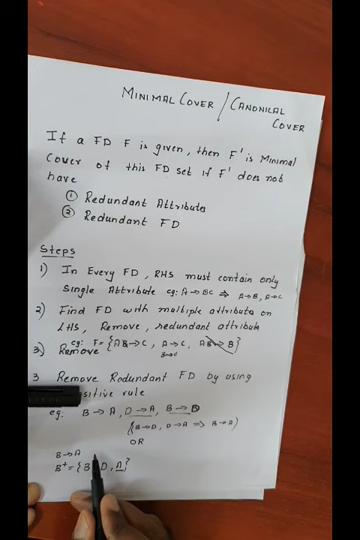 MINIMAL COVER / CANONICAL
COVER
If a FD F is given, then F' is Minimal
Cover of this FD set if F' does not
have
① Redundant Attribute
② Redundant FD
Steps
1) In Every FD, RHS must contain only
Single Attribute eg: A→BC ⇒ A→B, A→C
2) Find FD with multiple attribute on
LHS, Remove, redundant attribute
eg: F= {AB→C, A→C, AB→B}
B→C
3) Remove
3 Remove Redundant FD by using
sitive rule
eg: B→A, D→A, B→D
(B→D, D→A ⇒ B→A)
OR
B→A
B+ = {B D, A}